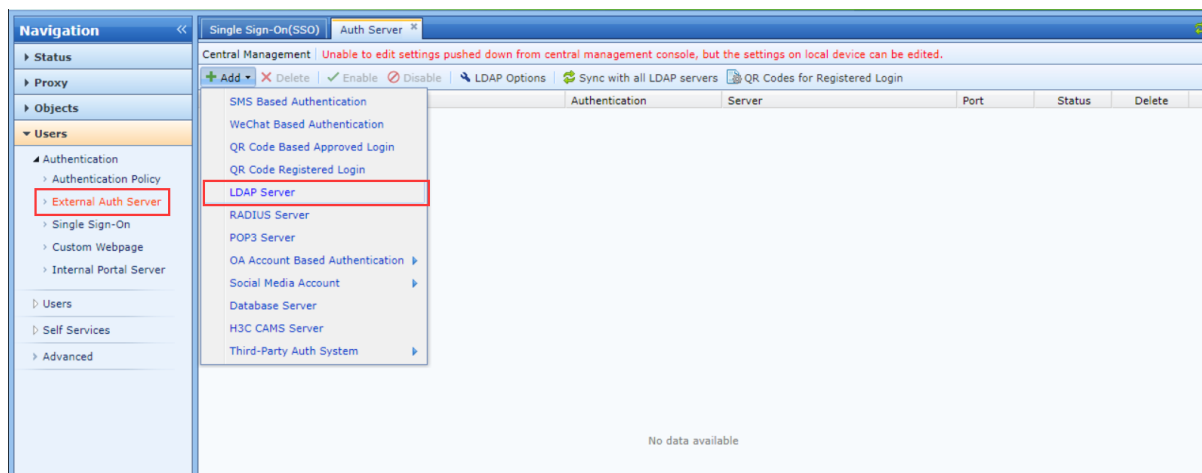 Navigation
Single Sign-On(SSO) Auth Server
Status
Central Management Unable to edit settings pushed down from central management console, but the settings on local device can be edited.
Proxy
Add Delete Enable Disable LDAP Options Sync with all LDAP servers QR Codes for Registered Login
Objects
Authentication Server Port Status Delete
Users
Authentication
Authentication Policy
External Auth Server
Single Sign-On
Custom Webpage
Internal Portal Server
Users
Self Services
Advanced
SMS Based Authentication
WeChat Based Authentication
QR Code Based Approved Login
QR Code Registered Login
LDAP Server
RADIUS Server
POP3 Server
OA Account Based Authentication
Social Media Account
Database Server
H3C CAMS Server
Third-Party Auth System
No data available